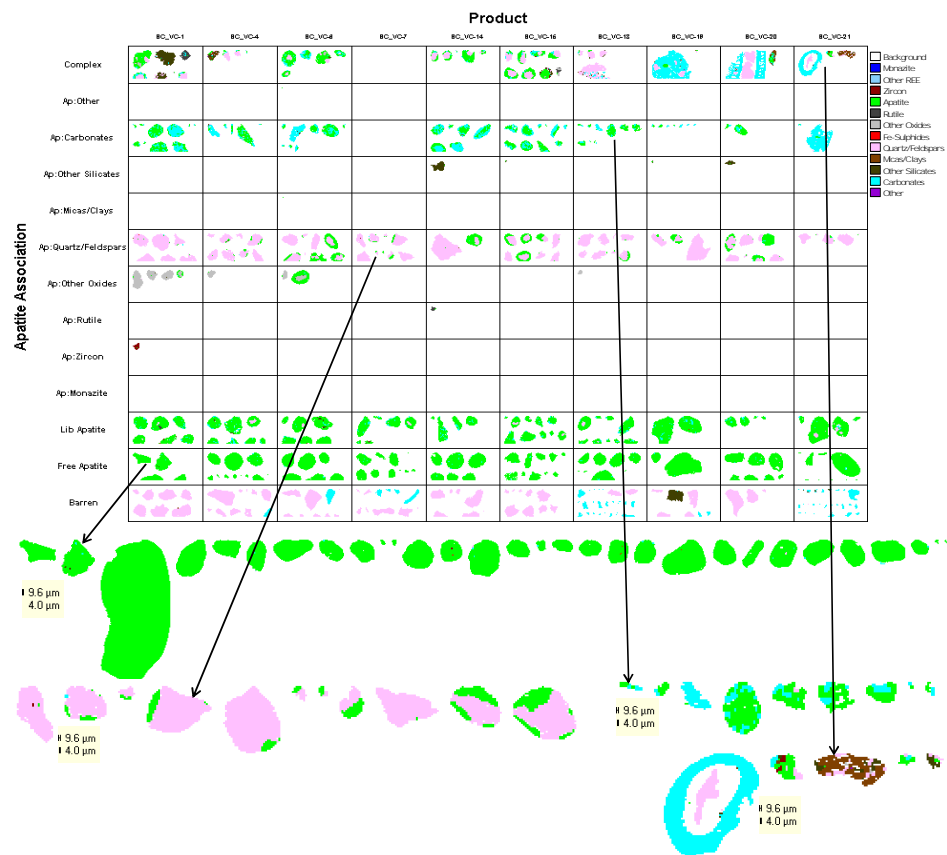 Product
BC_VC-1 BC_VC-4 BC_VC-6 BC_VC-7 BC_VC-14 BC_VC-16 BC_VC-18 BC_VC-19 BC_VC-20 BC_VC-21
Apatite Association
Complex
Ap:Other
Ap:Carbonates
Ap:Other Silicates
Ap:Micas/Clays
Ap:Quartz/Feldspars
Ap:Other Oxides
Ap:Rutile
Ap:Zircon
Ap:Monazite
Lib Apatite
Free Apatite
Barren
Background
Monazite
Other REE
Zircon
Apatite
Rutile
Other Oxides
Fe-Sulphides
Quartz/Feldspars
Micas/Clays
Other Silicates
Carbonates
Other
9.6 µm
4.0 µm
9.6 µm
4.0 µm
9.6 µm
4.0 µm
9.6 µm
4.0 µm